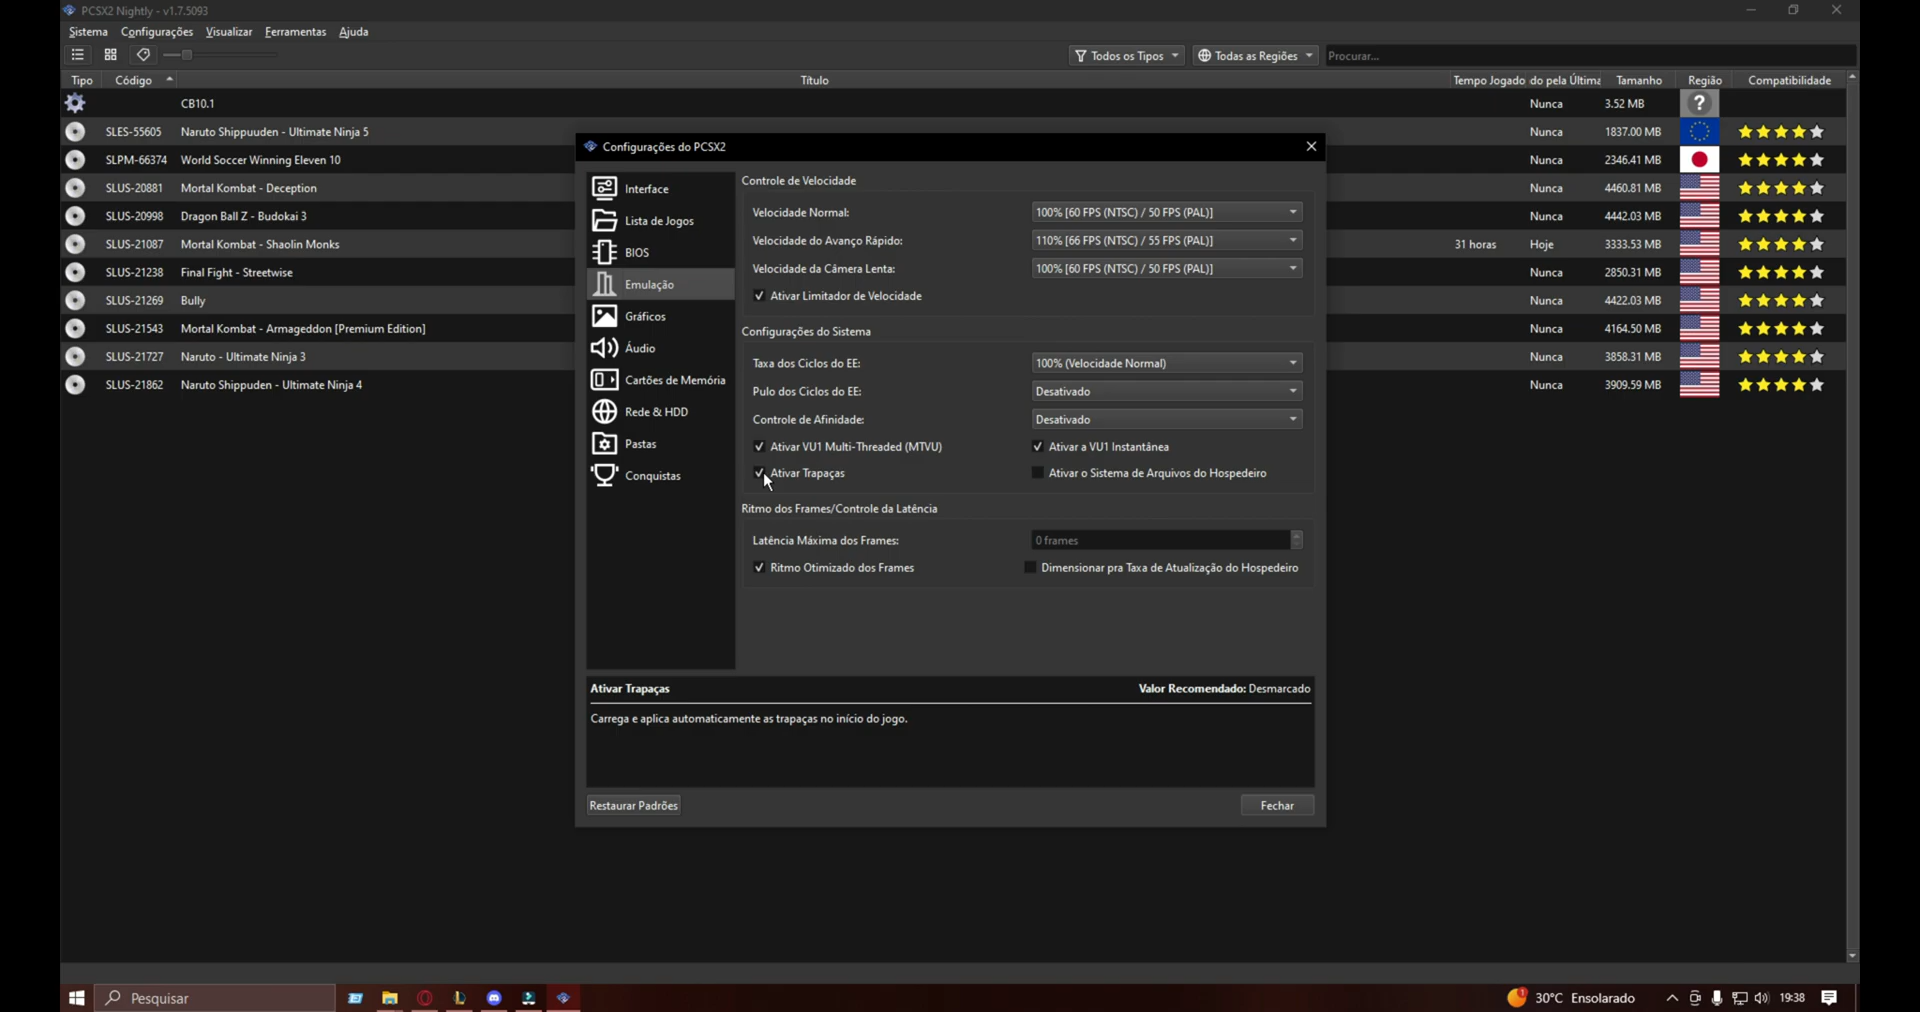 PCSX2 Nightly - v1.7.5093
Sistema Configurações Visualizar Ferramentas Ajuda
Todos os Tipos Todas as Regiões Procurar...
Tipo Código Título Tempo Jogado do pela Última Tamanho Região Compatibilidade
CB10.1 Nunca 3.52 MB ?
SLES-55605 Naruto Shippuuden - Ultimate Ninja 5 Nunca 1837.00 MB
SLPM-66374 World Soccer Winning Eleven 10 Nunca 2346.41 MB
SLUS-20881 Mortal Kombat - Deception Nunca 4460.81 MB
SLUS-20998 Dragon Ball Z - Budokai 3 Nunca 4442.03 MB
SLUS-21087 Mortal Kombat - Shaolin Monks 31 horas Hoje 3333.53 MB
SLUS-21238 Final Fight - Streetwise Nunca 2850.31 MB
SLUS-21269 Bully Nunca 4422.03 MB
SLUS-21543 Mortal Kombat - Armageddon [Premium Edition] Nunca 4164.50 MB
SLUS-21727 Naruto - Ultimate Ninja 3 Nunca 3858.31 MB
SLUS-21862 Naruto Shippuden - Ultimate Ninja 4 Nunca 3909.59 MB
Configurações do PCSX2
Interface
Lista de Jogos
BIOS
Emulação
Gráficos
Áudio
Cartões de Memória
Rede & HDD
Pastas
Conquistas
Controle de Velocidade
Velocidade Normal: 100% [60 FPS (NTSC) / 50 FPS (PAL)]
Velocidade do Avanço Rápido: 110% [66 FPS (NTSC) / 55 FPS (PAL)]
Velocidade da Câmera Lenta: 100% [60 FPS (NTSC) / 50 FPS (PAL)]
Ativar Limitador de Velocidade
Configurações do Sistema
Taxa dos Ciclos do EE: 100% (Velocidade Normal)
Pulo dos Ciclos do EE: Desativado
Controle de Afinidade: Desativado
Ativar VU1 Multi-Threaded (MTVU) Ativar a VU1 Instantânea
Ativar Trapaças Ativar o Sistema de Arquivos do Hospedeiro
Ritmo dos Frames/Controle da Latência
Latência Máxima dos Frames: 0 frames
Ritmo Otimizado dos Frames Dimensionar pra Taxa de Atualização do Hospedeiro
Ativar Trapaças Valor Recomendado: Desmarcado
Carrega e aplica automaticamente as trapaças no início do jogo.
Restaurar Padrões Fechar
Pesquisar 1 30°C Ensolarado 19:38